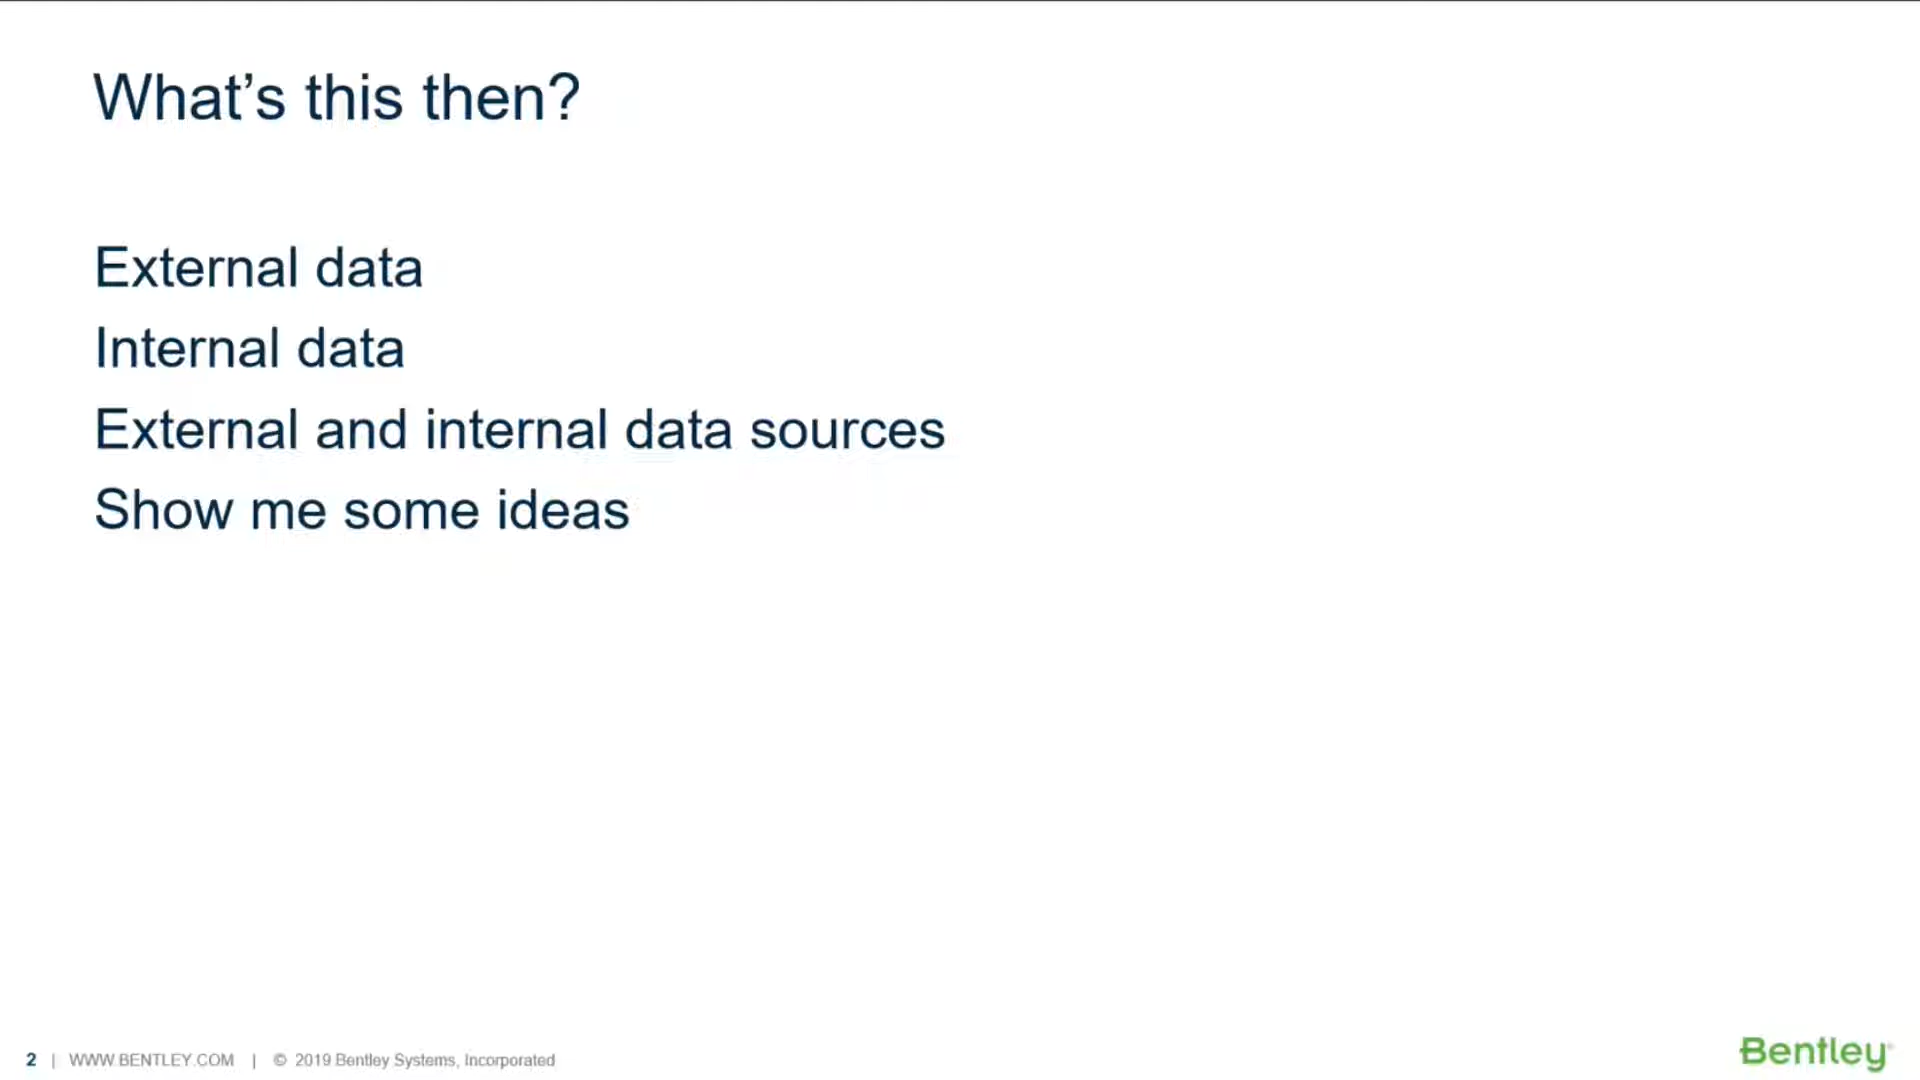 What’s this then?
External data
Internal data
External and internal data sources
Show me some ideas
2 | WWW.BENTLEY.COM | © 2019 Bentley Systems, Incorporated
Bentley®